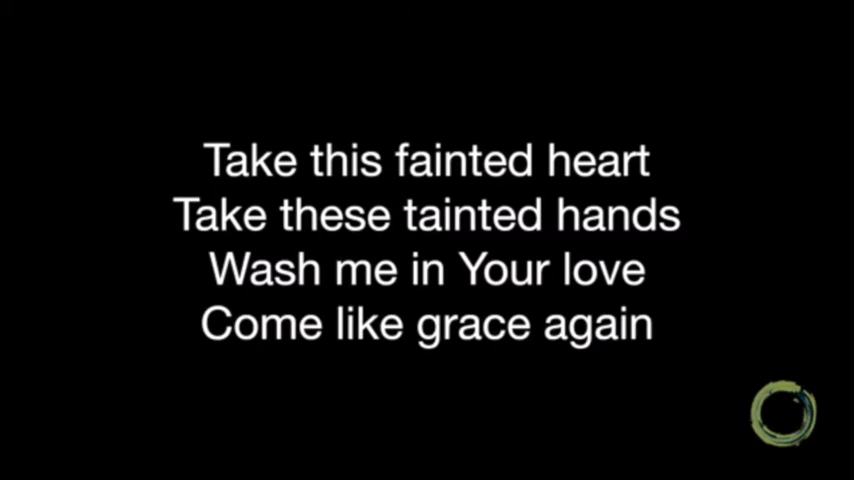 Take this fainted heart
Take these tainted hands
Wash me in Your love
Come like grace again